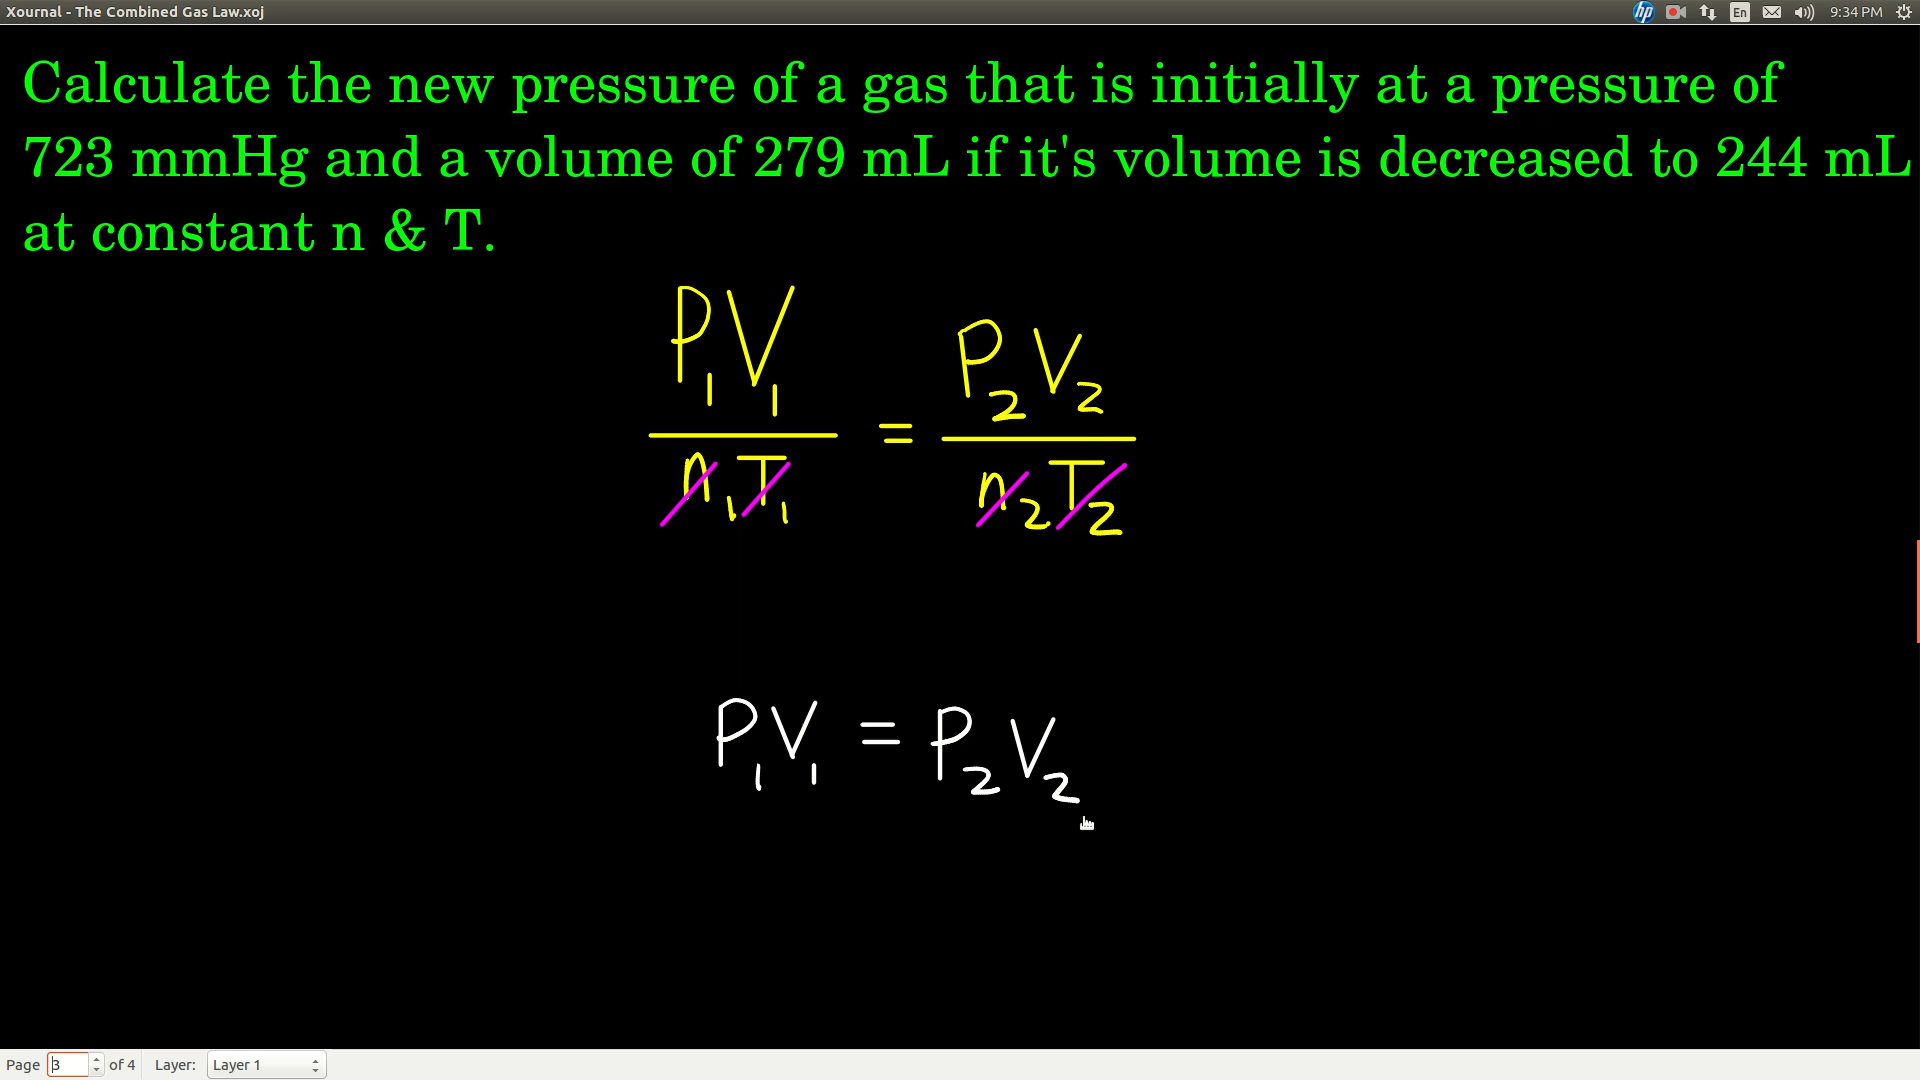 Xournal - The Combined Gas Law.xoj
hp En 9:34 PM
Calculate the new pressure of a gas that is initially at a pressure of
723 mmHg and a volume of 279 mL if it's volume is decreased to 244 mL
at constant n & T.
P₁V₁ / n₁T₁ = P₂V₂ / n₂T₂
P₁V₁ = P₂V₂
Page 3 of 4 Layer: Layer 1